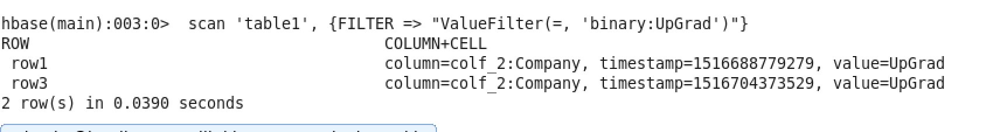 hbase(main):003:0>  scan 'table1', {FILTER => "ValueFilter(=, 'binary:UpGrad')"}
ROW COLUMN+CELL
row1 column=colf_2:Company, timestamp=1516688779279, value=UpGrad
row3 column=colf_2:Company, timestamp=1516704373529, value=UpGrad
2 row(s) in 0.0390 seconds